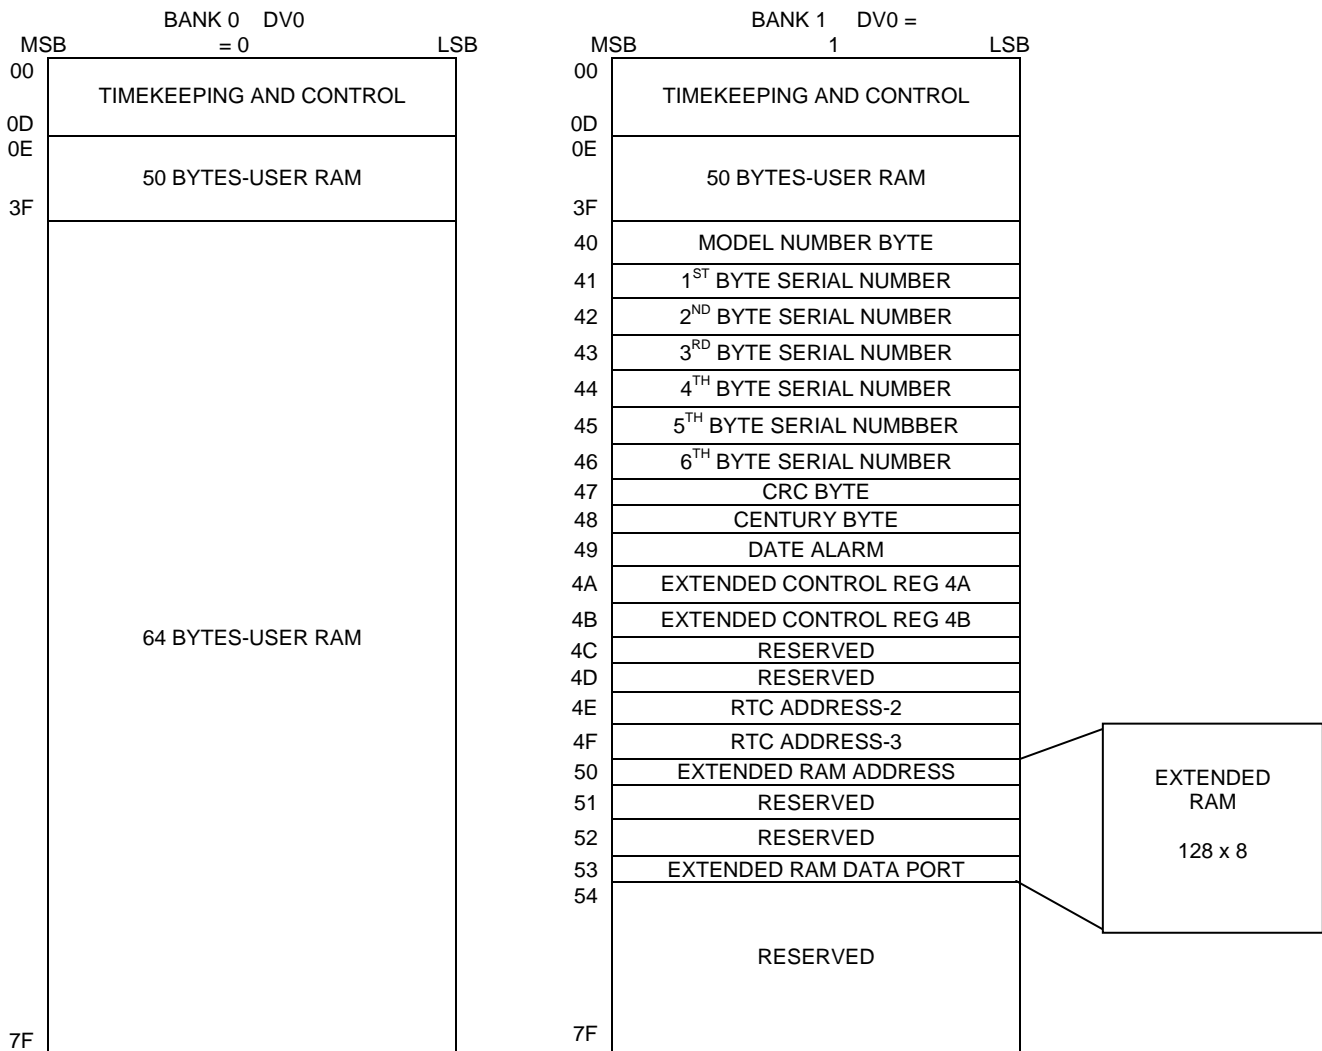 BANK 0 DV0
= 0
MSB LSB
00
TIMEKEEPING AND CONTROL
0D
0E
50 BYTES-USER RAM
3F
64 BYTES-USER RAM
7F
BANK 1 DV0 =
1
MSB LSB
00
TIMEKEEPING AND CONTROL
0D
0E
50 BYTES-USER RAM
3F
40 MODEL NUMBER BYTE
41 1ST BYTE SERIAL NUMBER
42 2ND BYTE SERIAL NUMBER
43 3RD BYTE SERIAL NUMBER
44 4TH BYTE SERIAL NUMBER
45 5TH BYTE SERIAL NUMBBER
46 6TH BYTE SERIAL NUMBER
47 CRC BYTE
48 CENTURY BYTE
49 DATE ALARM
4A EXTENDED CONTROL REG 4A
4B EXTENDED CONTROL REG 4B
4C RESERVED
4D RESERVED
4E RTC ADDRESS-2
4F RTC ADDRESS-3
50 EXTENDED RAM ADDRESS
51 RESERVED
52 RESERVED
53 EXTENDED RAM DATA PORT
54
RESERVED
7F
EXTENDED
RAM
128 x 8